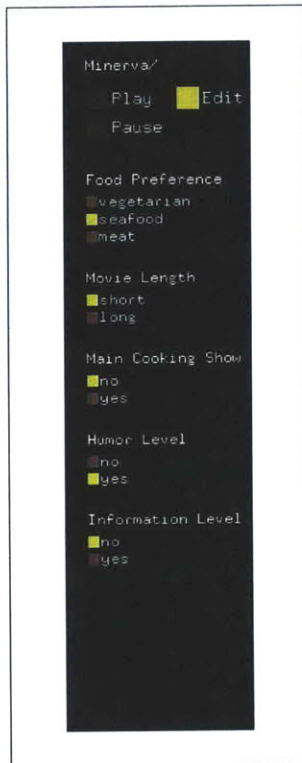 Minerva/
Play Edit
Pause
Food Preference
vegetarian
seafood
meat
Movie Length
short
long
Main Cooking Show
no
yes
Humor Level
no
yes
Information Level
no
yes